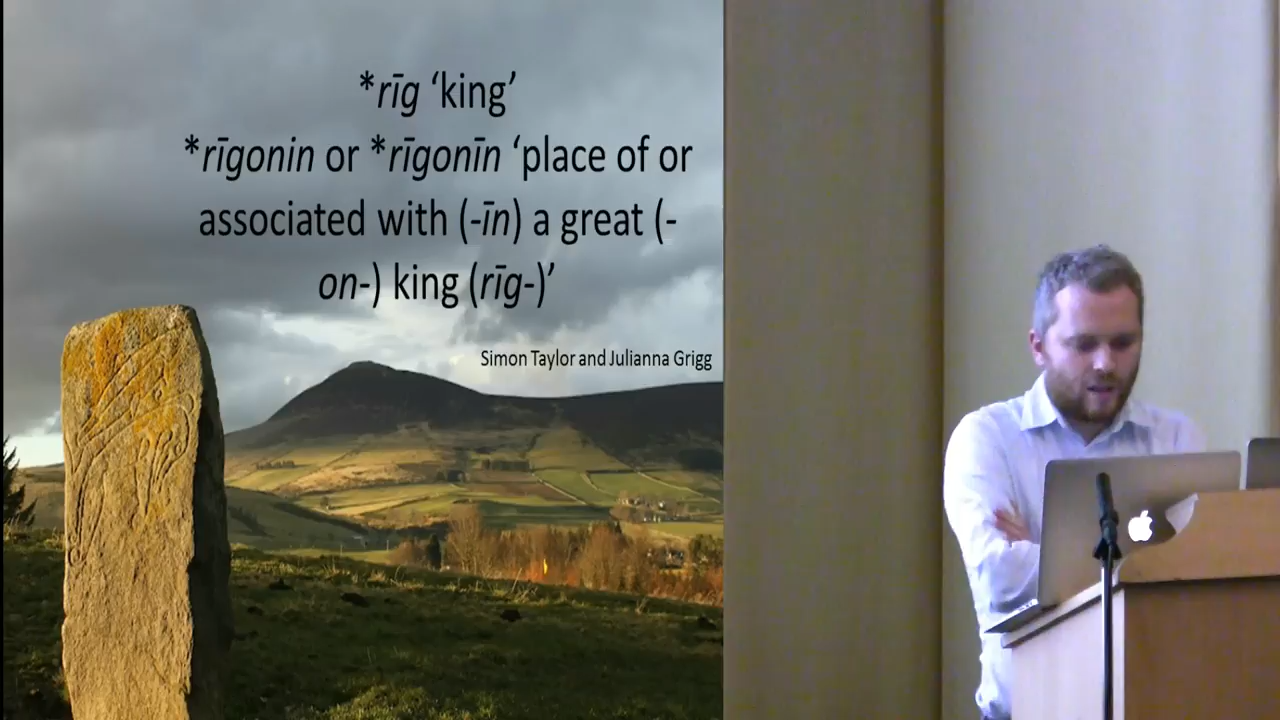 *rīg ‘king’
*rīgonin or *rīgonīn ‘place of or
associated with (-īn) a great (-
on-) king (rīg-)’
Simon Taylor and Julianna Grigg